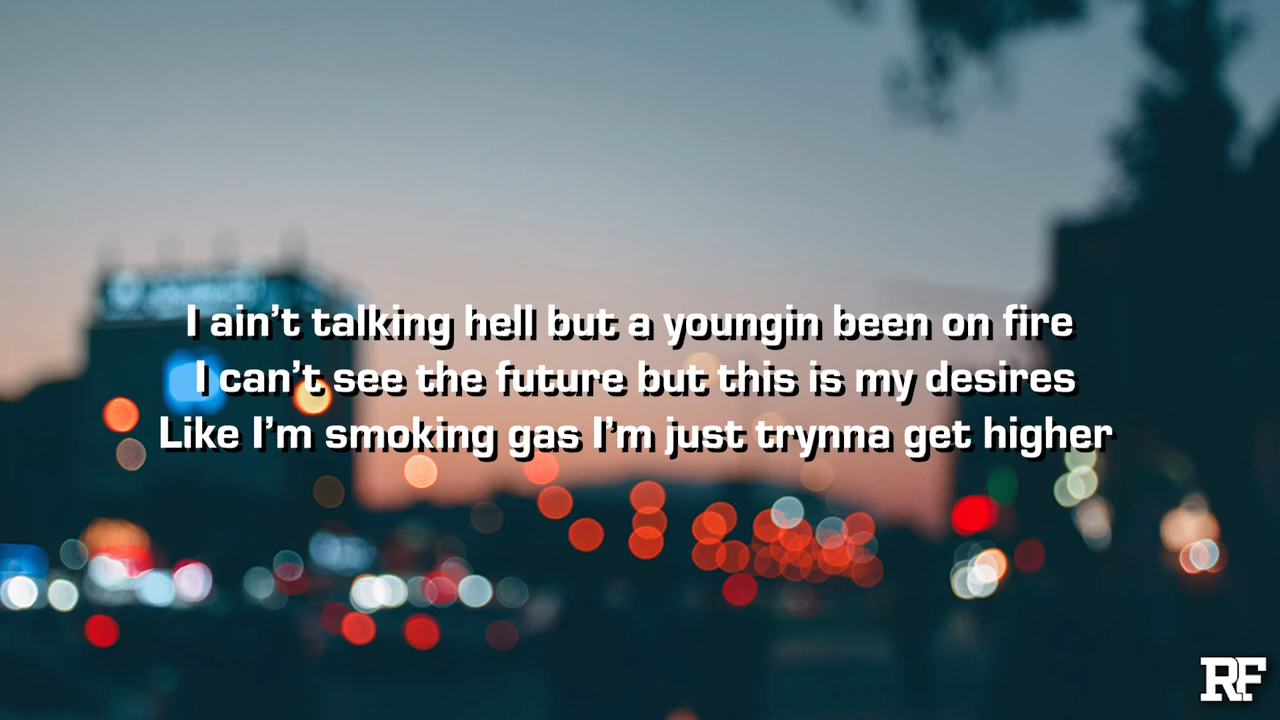 I ain’t talking hell but a youngin been on fire
I can’t see the future but this is my desires
Like I’m smoking gas I’m just trynna get higher
RF